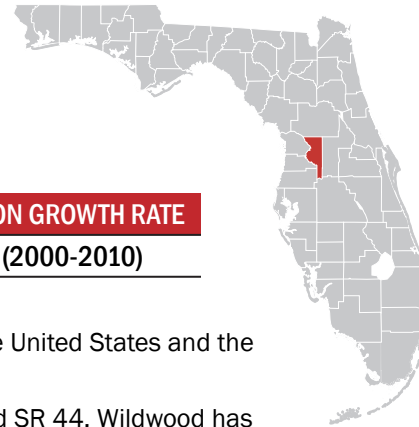 ON GROWTH RATE
(2000-2010)
United States and the
d SR 44. Wildwood has